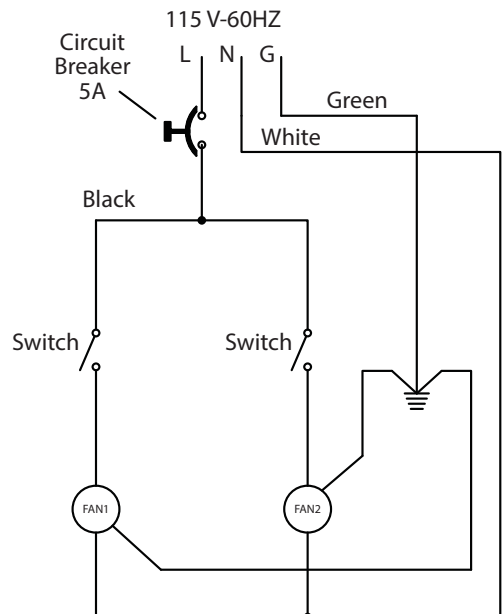 115 V-60HZ
Circuit
Breaker
5A
L N G
Green
White
Black
Switch
Switch
FAN1
FAN2